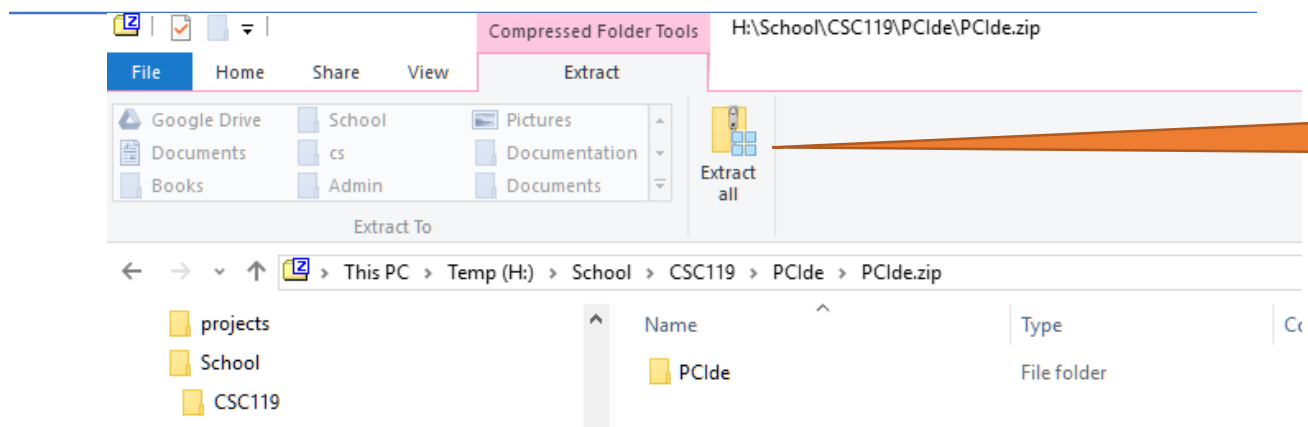 Compressed Folder Tools H:\School\CSC119\PCIde\PCIde.zip
File Home Share View Extract
Google Drive School Pictures
Documents cs Documentation
Books Admin Documents
Extract all
Extract To
This PC > Temp (H:) > School > CSC119 > PCIde > PCIde.zip
projects
School
CSC119
Name Type
PCIde File folder